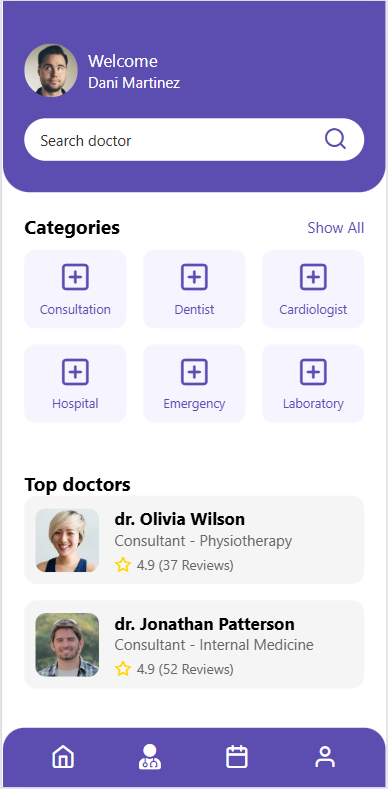 Welcome
Dani Martinez
Search doctor
Categories
Show All
Consultation
Dentist
Cardiologist
Hospital
Emergency
Laboratory
Top doctors
dr. Olivia Wilson
Consultant - Physiotherapy
4.9 (37 Reviews)
dr. Jonathan Patterson
Consultant - Internal Medicine
4.9 (52 Reviews)